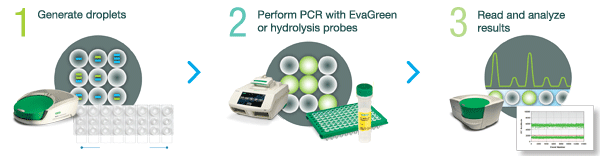 1 Generate droplets
2 Perform PCR with EvaGreen
or hydrolysis probes
3 Read and analyze
results